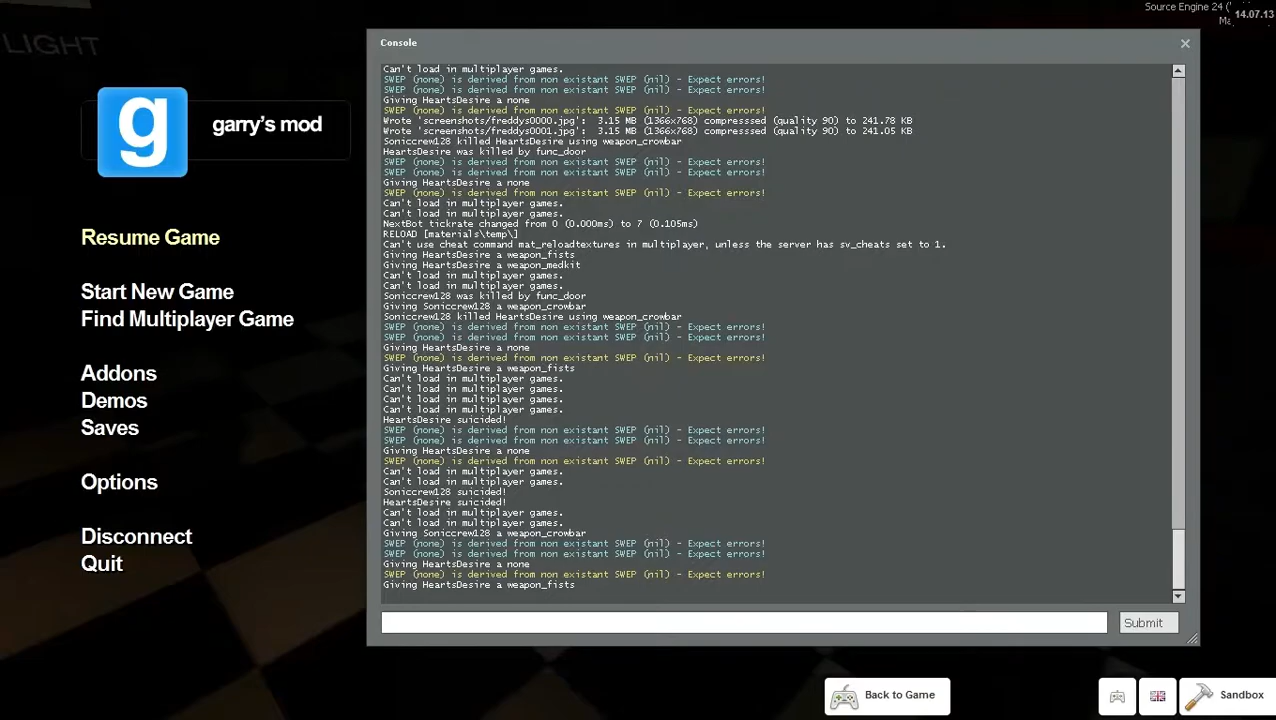 Source Engine 24 (
14.07.13
LIGHT
Console
g
garry's mod
Resume Game
Start New Game
Find Multiplayer Game
Addons
Demos
Saves
Options
Disconnect
Quit
Can't load in multiplayer games.
SWEP (none) is derived from non existant SWEP (nil) - Expect errors!
SWEP (none) is derived from non existant SWEP (nil) - Expect errors!
Giving HeartsDesire a none
SWEP (none) is derived from non existant SWEP (nil) - Expect errors!
Wrote 'screenshots/freddys0000.jpg': 3.15 MB (1366x768) compresssed (quality 90) to 241.78 KB
Wrote 'screenshots/freddys0001.jpg': 3.15 MB (1366x768) compresssed (quality 90) to 241.05 KB
Soniccrew128 killed HeartsDesire using weapon_crowbar
HeartsDesire was killed by func_door
SWEP (none) is derived from non existant SWEP (nil) - Expect errors!
SWEP (none) is derived from non existant SWEP (nil) - Expect errors!
Giving HeartsDesire a none
SWEP (none) is derived from non existant SWEP (nil) - Expect errors!
Can't load in multiplayer games.
Can't load in multiplayer games.
NextBot tickrate changed from 0 (0.000ms) to 7 (0.105ms)
RELOAD [materials\temp\]
Can't use cheat command mat_reloadtextures in multiplayer, unless the server has sv_cheats set to 1.
Giving HeartsDesire a weapon_fists
Giving HeartsDesire a weapon_medkit
Can't load in multiplayer games.
Can't load in multiplayer games.
Soniccrew128 was killed by func_door
Giving Soniccrew128 a weapon_crowbar
Soniccrew128 killed HeartsDesire using weapon_crowbar
SWEP (none) is derived from non existant SWEP (nil) - Expect errors!
SWEP (none) is derived from non existant SWEP (nil) - Expect errors!
Giving HeartsDesire a none
SWEP (none) is derived from non existant SWEP (nil) - Expect errors!
Giving HeartsDesire a weapon_fists
Can't load in multiplayer games.
Can't load in multiplayer games.
Can't load in multiplayer games.
Can't load in multiplayer games.
HeartsDesire suicided!
SWEP (none) is derived from non existant SWEP (nil) - Expect errors!
SWEP (none) is derived from non existant SWEP (nil) - Expect errors!
Giving HeartsDesire a none
SWEP (none) is derived from non existant SWEP (nil) - Expect errors!
Can't load in multiplayer games.
Can't load in multiplayer games.
Soniccrew128 suicided!
HeartsDesire suicided!
Can't load in multiplayer games.
Can't load in multiplayer games.
Giving Soniccrew128 a weapon_crowbar
SWEP (none) is derived from non existant SWEP (nil) - Expect errors!
SWEP (none) is derived from non existant SWEP (nil) - Expect errors!
Giving HeartsDesire a none
SWEP (none) is derived from non existant SWEP (nil) - Expect errors!
Giving HeartsDesire a weapon_fists
Submit
Back to Game
Sandbox